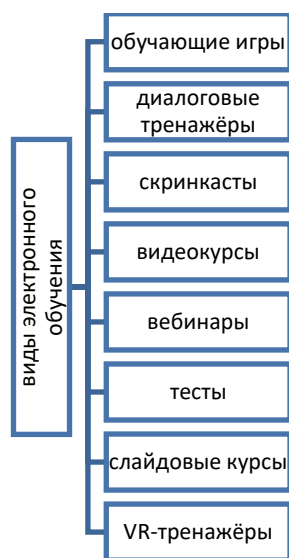 виды электронного
обучения
обучающие игры
диалоговые
тренажёры
скринкасты
видеокурсы
вебинары
тесты
слайдовые курсы
VR-тренажёры